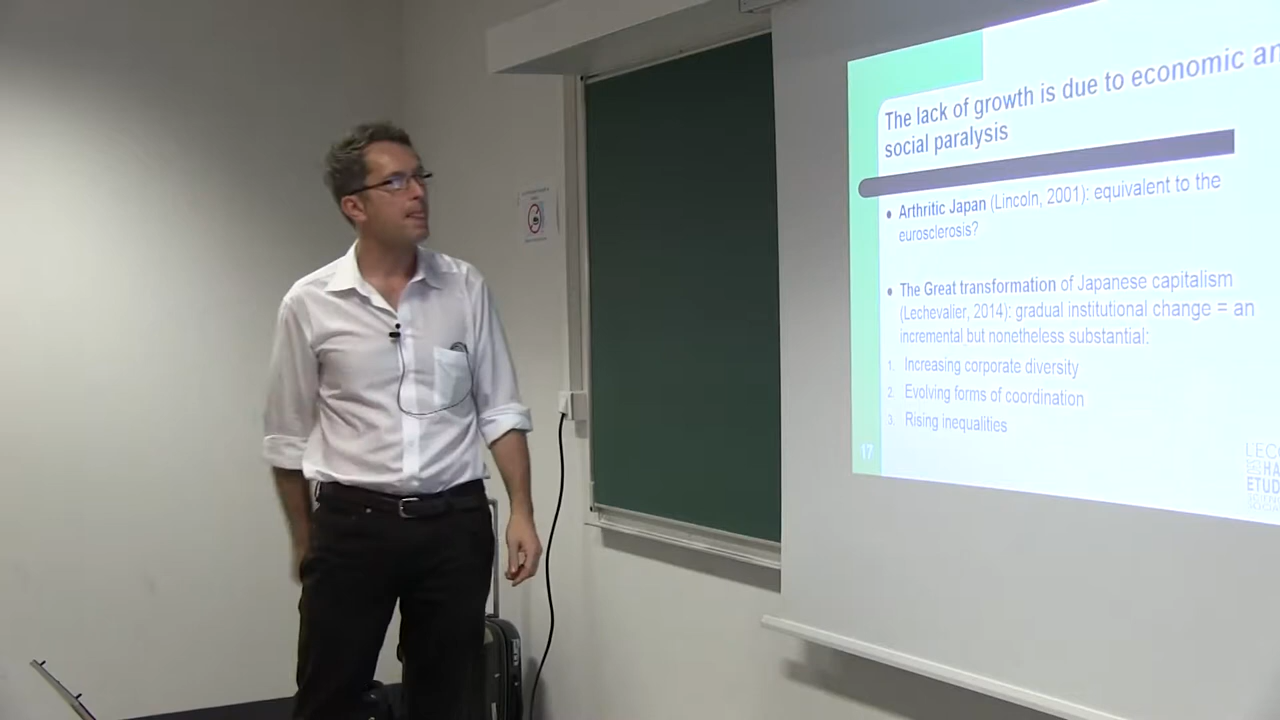 The lack of growth is due to economic an
social paralysis
• Arthritic Japan (Lincoln, 2001): equivalent to the
eurosclerosis?
• The Great transformation of Japanese capitalism
(Lechevalier, 2014): gradual institutional change = an
incremental but nonetheless substantial:
1. Increasing corporate diversity
2. Evolving forms of coordination
3. Rising inequalities
17
L'ECO
HA
ETUD